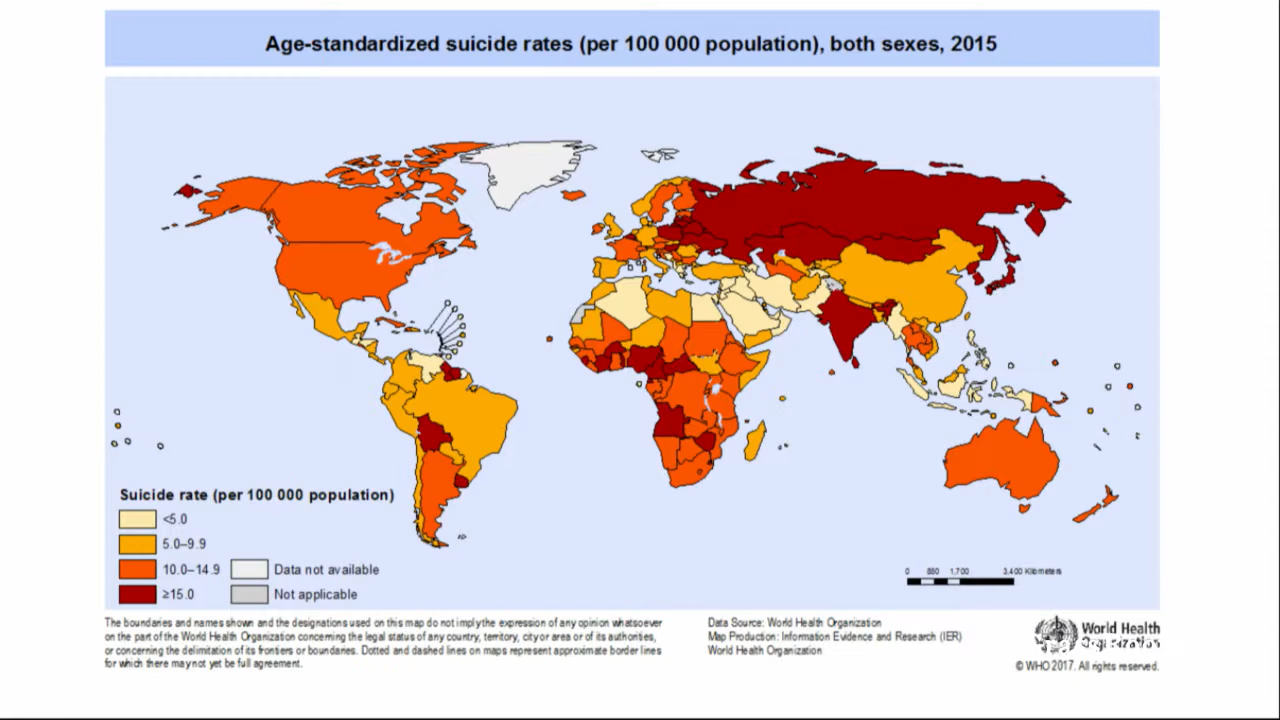 Age-standardized suicide rates (per 100 000 population), both sexes, 2015
Suicide rate (per 100 000 population)
<5.0
5.0–9.9
10.0–14.9
≥15.0
Data not available
Not applicable
0 850 1,700 3,400 Kilometers
The boundaries and names shown and the designations used on this map do not imply the expression of any opinion whatsoever
on the part of the World Health Organization concerning the legal status of any country, territory, city or area or of its authorities,
or concerning the delimitation of its frontiers or boundaries. Dotted and dashed lines on maps represent approximate border lines
for which there may not yet be full agreement.
Data Source: World Health Organization
Map Production: Information Evidence and Research (IER)
World Health Organization
World Health
Organization
© WHO 2017. All rights reserved.